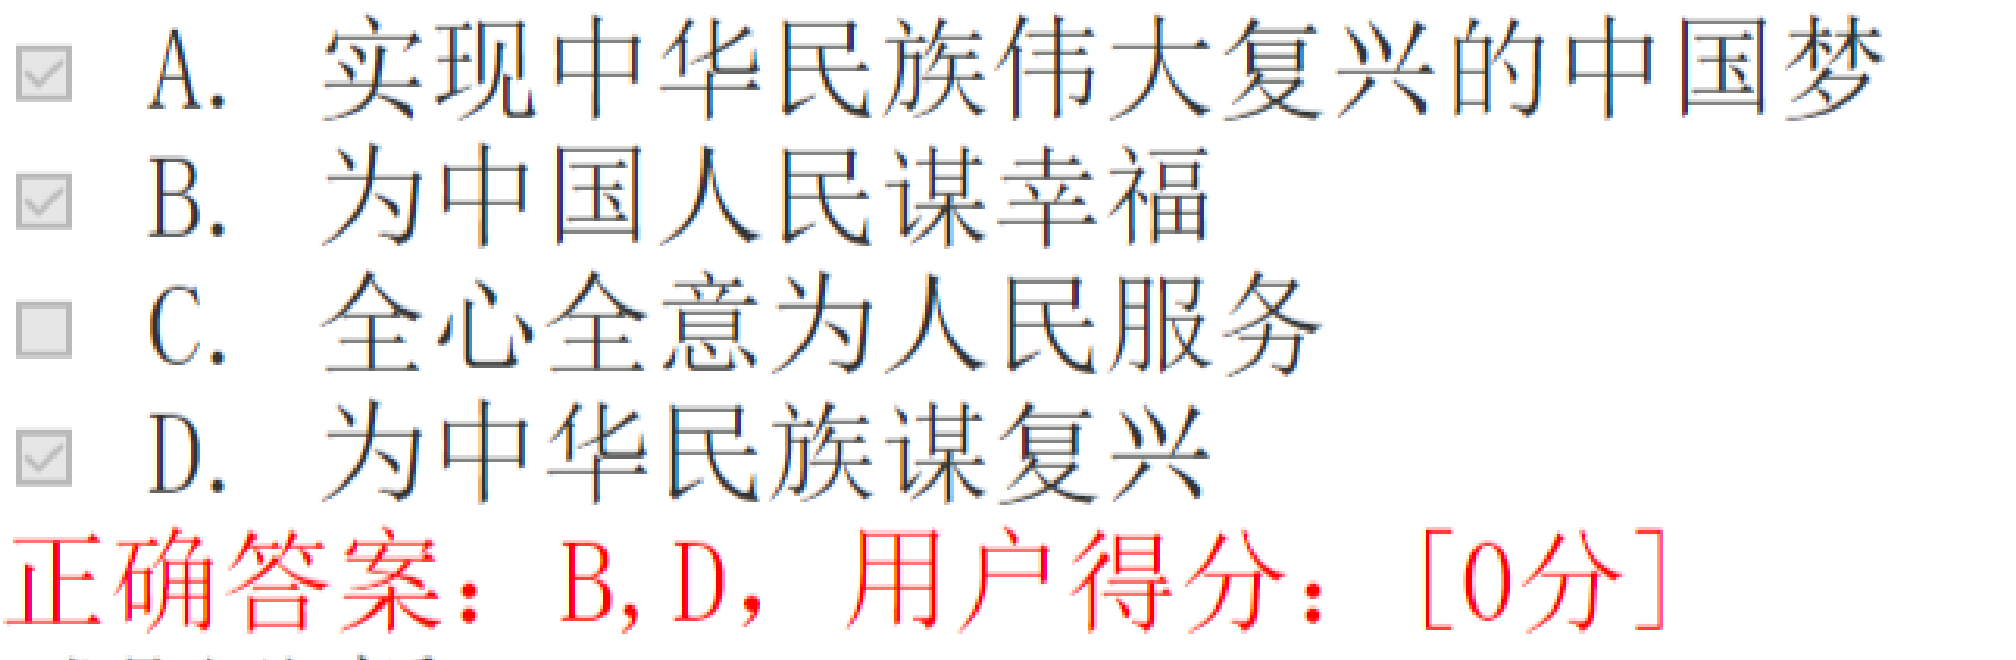 A. 实现中华民族伟大复兴的中国梦
B. 为中国人民谋幸福
C. 全心全意为人民服务
D. 为中华民族谋复兴
正确答案：B,D，用户得分：[0分]